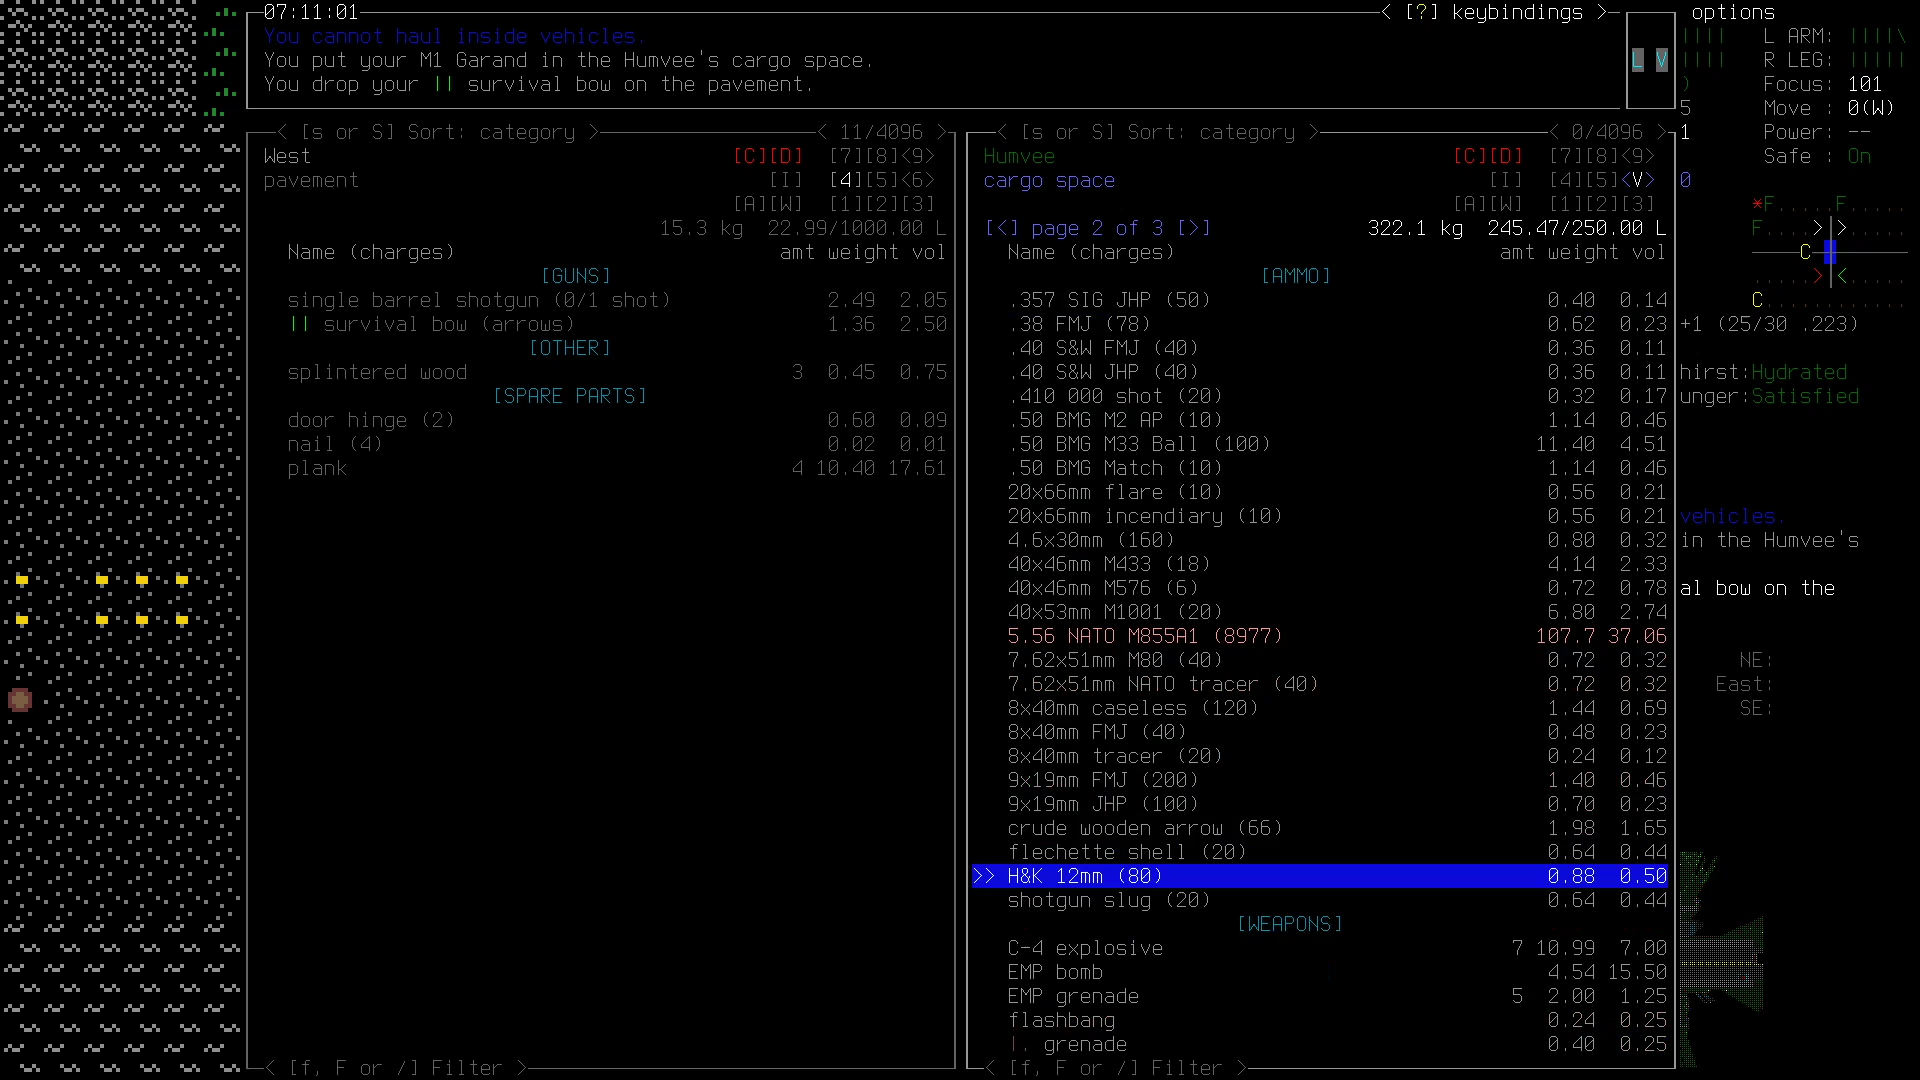 07:11:01 < [?] keybindings > options
You cannot haul inside vehicles.
You put your M1 Garand in the Humvee's cargo space.
You drop your || survival bow on the pavement.
L V
|||| L ARM: ||||\
|||| R LEG: |||||
) Focus: 101
5 Move : 0(W)
1 Power: --
Safe : On
0
*F.....F.....
F....>>.....
C
.....><.....
C............
+1 (25/30 .223)
hirst:Hydrated
unger:Satisfied
vehicles.
in the Humvee's
al bow on the
NE:
East:
SE:
< [s or S] Sort: category > < 11/4096 >
West [C][D] [7][8]<9>
pavement [I] [4][5]<6>
[A][W] [1][2][3]
15.3 kg 22.99/1000.00 L
Name (charges) amt weight vol
[GUNS]
single barrel shotgun (0/1 shot) 2.49 2.05
|| survival bow (arrows) 1.36 2.50
[OTHER]
splintered wood 3 0.45 0.75
[SPARE PARTS]
door hinge (2) 0.60 0.09
nail (4) 0.02 0.01
plank 4 10.40 17.61
< [f, F or /] Filter >
< [s or S] Sort: category > < 0/4096 >
Humvee [C][D] [7][8]<9>
cargo space [I] [4][5]<V>
[A][W] [1][2][3]
[<] page 2 of 3 [>] 322.1 kg 245.47/250.00 L
Name (charges) amt weight vol
[AMMO]
.357 SIG JHP (50) 0.40 0.14
.38 FMJ (78) 0.62 0.23
.40 S&W FMJ (40) 0.36 0.11
.40 S&W JHP (40) 0.36 0.11
.410 000 shot (20) 0.32 0.17
.50 BMG M2 AP (10) 1.14 0.46
.50 BMG M33 Ball (100) 11.40 4.51
.50 BMG Match (10) 1.14 0.46
20x66mm flare (10) 0.56 0.21
20x66mm incendiary (10) 0.56 0.21
4.6x30mm (160) 0.80 0.32
40x46mm M433 (18) 4.14 2.33
40x46mm M576 (6) 0.72 0.78
40x53mm M1001 (20) 6.80 2.74
5.56 NATO M855A1 (8977) 107.7 37.06
7.62x51mm M80 (40) 0.72 0.32
7.62x51mm NATO tracer (40) 0.72 0.32
8x40mm caseless (120) 1.44 0.69
8x40mm FMJ (40) 0.48 0.23
8x40mm tracer (20) 0.24 0.12
9x19mm FMJ (200) 1.40 0.46
9x19mm JHP (100) 0.70 0.23
crude wooden arrow (66) 1.98 1.65
flechette shell (20) 0.64 0.44
>> H&K 12mm (80) 0.88 0.50
shotgun slug (20) 0.64 0.44
[WEAPONS]
C-4 explosive 7 10.99 7.00
EMP bomb 4.54 15.50
EMP grenade 5 2.00 1.25
flashbang 0.24 0.25
|. grenade 0.40 0.25
< [f, F or /] Filter >